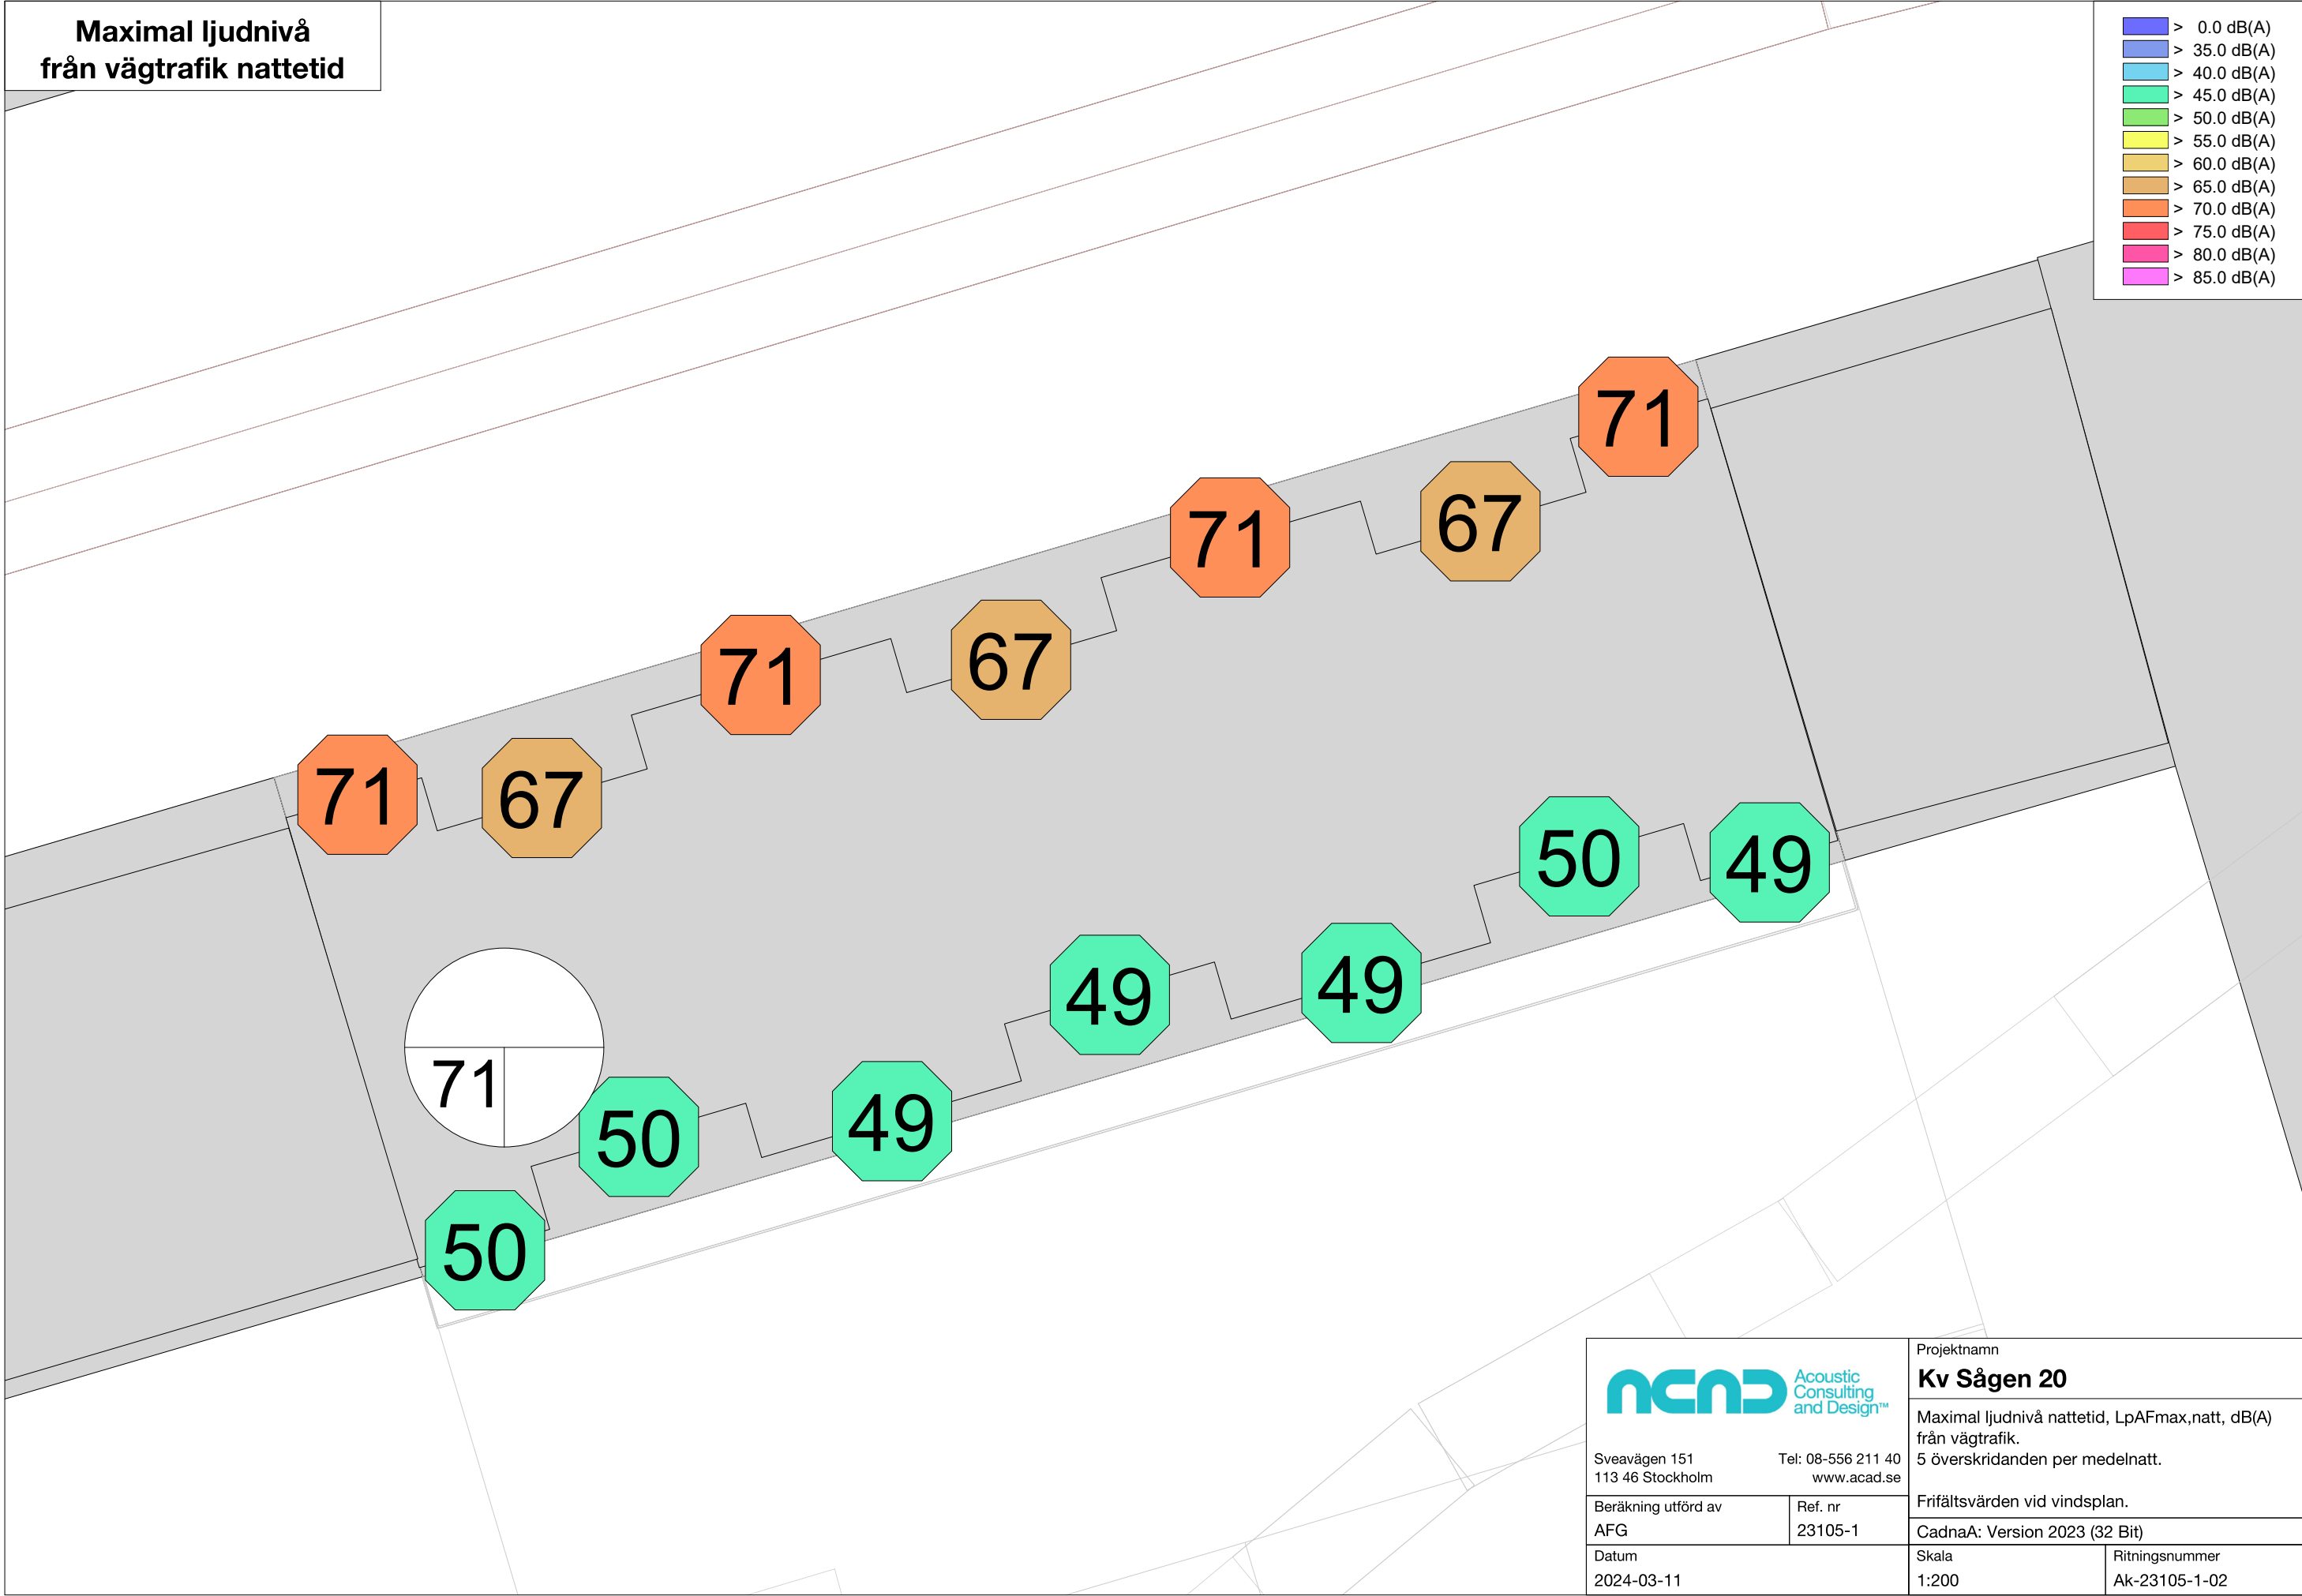 Maximal ljudnivå
från vägtrafik nattetid
> 0.0 dB(A)
> 35.0 dB(A)
> 40.0 dB(A)
> 45.0 dB(A)
> 50.0 dB(A)
> 55.0 dB(A)
> 60.0 dB(A)
> 65.0 dB(A)
> 70.0 dB(A)
> 75.0 dB(A)
> 80.0 dB(A)
> 85.0 dB(A)
71
67
71
67
71
67
71
50
49
49
49
71
50
49
50
ACAD
Acoustic
Consulting
and Design™
Sveavägen 151
113 46 Stockholm
Tel: 08-556 211 40
www.acad.se
Beräkning utförd av
AFG
Ref. nr
23105-1
Datum
2024-03-11
Projektnamn
Kv Sågen 20
Maximal ljudnivå nattetid, LpAFmax,natt, dB(A)
från vägtrafik.
5 överskridanden per medelnatt.
Frifältsvärden vid vindsplan.
CadnaA: Version 2023 (32 Bit)
Skala
1:200
Ritningsnummer
Ak-23105-1-02